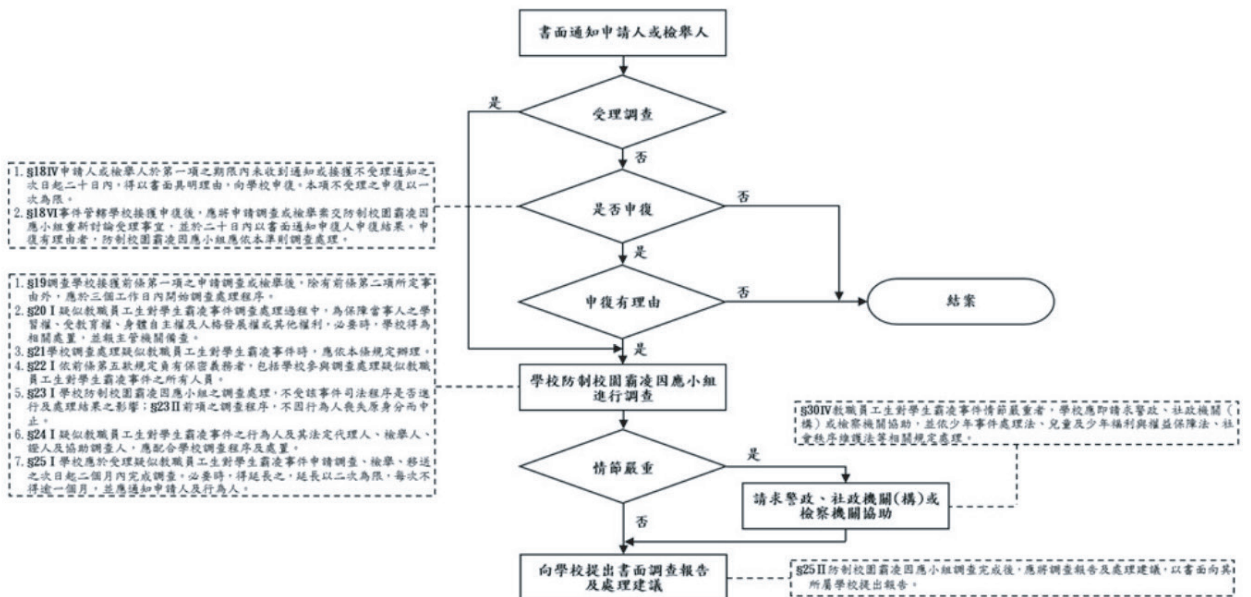 書面通知申請人或檢舉人
是
受理調查
否
1. §18IV申請人或檢舉人於第一項之期限內未收到通知或接獲不受理通知之
次日起二十日內，得以書面具明理由，向學校申復。本項不受理之申復以一
次為限。
2. §18VI事件管轄學校接獲申復後，應將申請調查或檢舉案交防制校園霸凌因
應小組重新討論受理事宜，並於二十日內以書面通知申復人申復結果。申
復有理由者，防制校園霸凌因應小組應依本準則調查處理。
是否申復
否
是
申復有理由
否
結案
是
1. §19調查學校接獲前條第一項之申請調查或檢舉後，除有前條第二項所定事
由外，應於三個工作日內開始調查處理程序。
2. §20 I 疑似教職員工生對學生霸凌事件調查處理過程中，為保障當事人之學
習權、受教育權、身體自主權及人格發展權或其他權利，必要時，學校得為
相關處置，並報主管機關備查。
3. §21學校調查處理疑似教職員工生對學生霸凌事件時，應依本條規定辦理。
4. §22 I 依前條第五款規定負有保密義務者，包括學校參與調查處理疑似教職
員工生對學生霸凌事件之所有人員。
5. §23 I 學校防制校園霸凌因應小組之調查處理，不受該事件司法程序是否進
行及處理結果之影響；§23II前項之調查程序，不因行為人喪失原身分而中
止。
6. §24 I 疑似教職員工生對學生霸凌事件之行為人及其法定代理人、檢舉人、
證人及協助調查人，應配合學校調查程序及處置。
7. §25 I 學校應於受理疑似教職員工生對學生霸凌事件申請調查、檢舉、移送
之次日起二個月內完成調查。必要時，得延長之，延長以二次為限，每次不
得逾一個月，並應通知申請人及行為人。
學校防制校園霸凌因應小組
進行調查
§30IV教職員工生對學生霸凌事件情節嚴重者，學校應即請求警政、社政機關（
構）或檢察機關協助，並依少年事件處理法、兒童及少年福利與權益保障法、社
會秩序維護法等相關規定處理。
情節嚴重
是
請求警政、社政機關(構)或
檢察機關協助
否
向學校提出書面調查報告
及處理建議
§25 II 防制校園霸凌因應小組調查完成後，應將調查報告及處理建議，以書面向其
所屬學校提出報告。